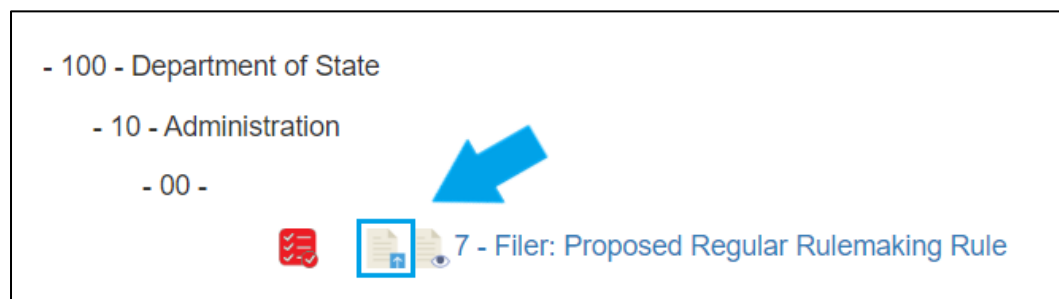 - 100 - Department of State
- 10 - Administration
- 00 -
7 - Filer: Proposed Regular Rulemaking Rule